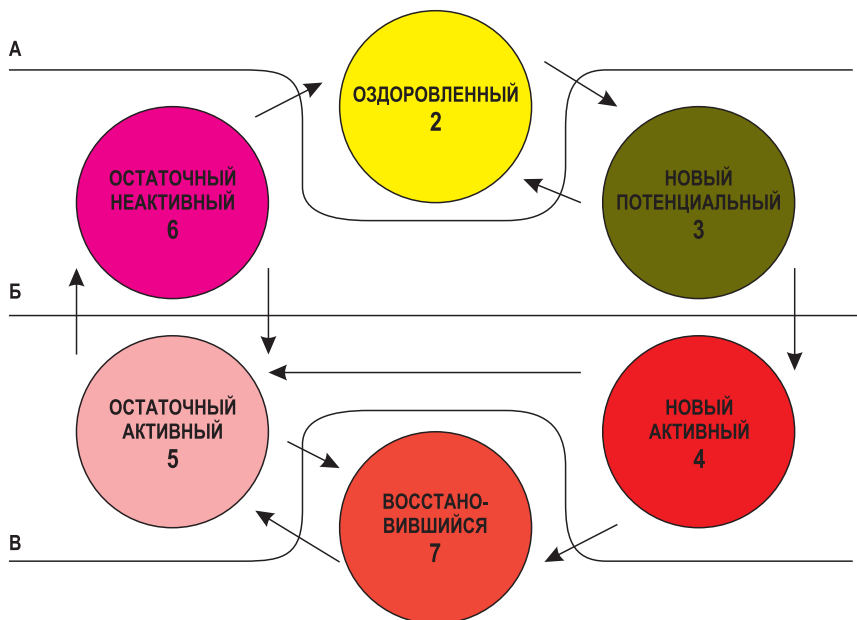 А
ОЗДОРОВЛЕННЫЙ
2
ОСТАТОЧНЫЙ
НЕАКТИВНЫЙ
6
НОВЫЙ
ПОТЕНЦИАЛЬНЫЙ
3
Б
ОСТАТОЧНЫЙ
АКТИВНЫЙ
5
НОВЫЙ
АКТИВНЫЙ
4
ВОССТАНО-
ВИВШИЙСЯ
7
В